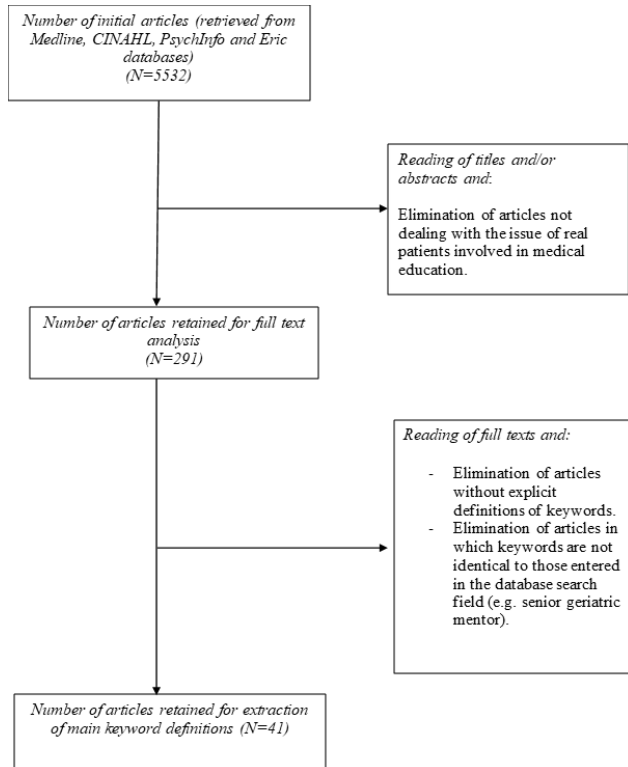 Number of initial articles (retrieved from
Medline, CINAHL, PsychInfo and Eric
databases)
(N=5532)
Reading of titles and/or
abstracts and:
Elimination of articles not
dealing with the issue of real
patients involved in medical
education.
Number of articles retained for full text
analysis
(N=291)
Reading of full texts and:
- Elimination of articles
without explicit
definitions of keywords.
- Elimination of articles in
which keywords are not
identical to those entered
in the database search
field (e.g. senior geriatric
mentor).
Number of articles retained for extraction
of main keyword definitions (N=41)